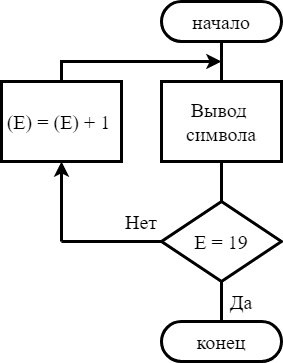 начало
(E) = (E) + 1
Вывод
символа
Нет
E = 19
Да
конец